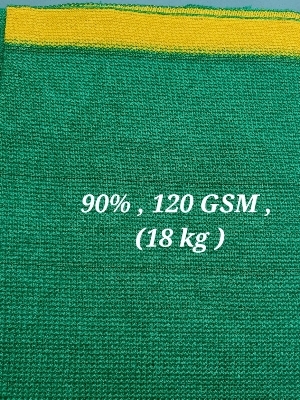 90% , 120 GSM ,
(18 kg )